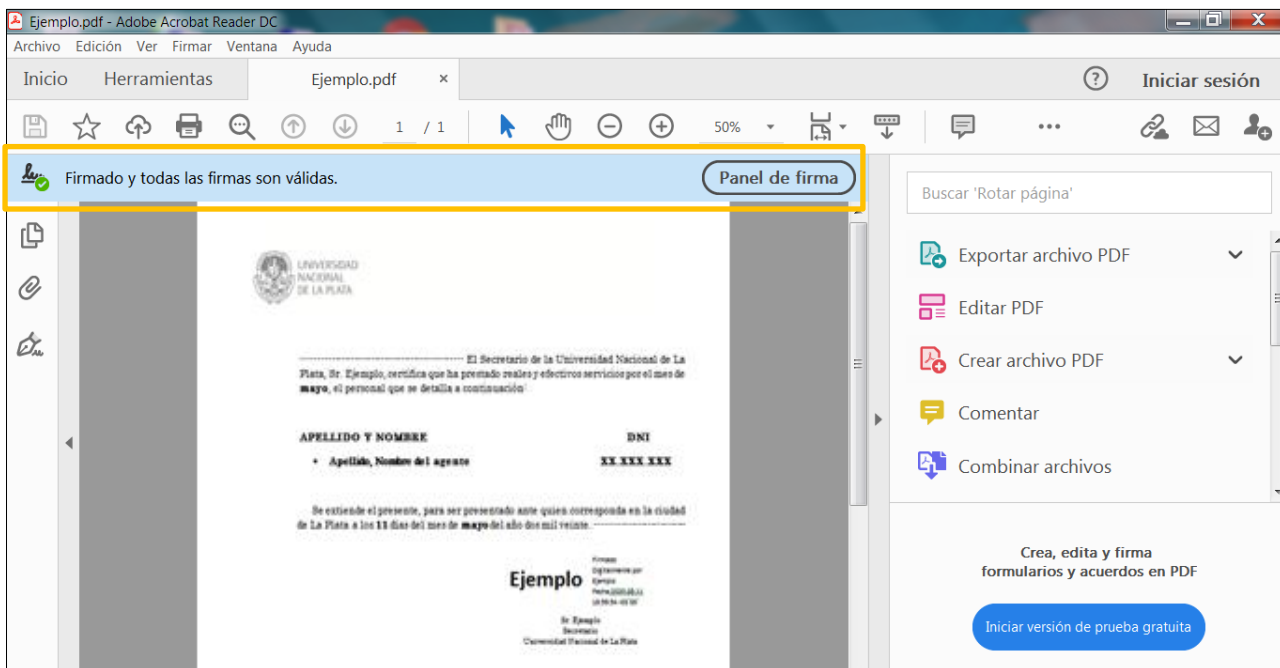 Ejemplo.pdf - Adobe Acrobat Reader DC
Archivo Edición Ver Firmar Ventana Ayuda
Inicio Herramientas Ejemplo.pdf × ? Iniciar sesión
1 / 1 50%
Firmado y todas las firmas son válidas. Panel de firma
Buscar 'Rotar página'
Exportar archivo PDF
Editar PDF
Crear archivo PDF
Comentar
Combinar archivos
Crea, edita y firma
formularios y acuerdos en PDF
Iniciar versión de prueba gratuita
UNIVERSIDAD
NACIONAL
DE LA PLATA
El Secretario de la Universidad Nacional de La
Plata, Sr. Ejemplo, certifica que ha prestado reales y efectivos servicios por el mes de
mayo, el personal que se detalla a continuación
APELLIDO Y NOMBRE DNI
• Apellido, Nombre del agente XX XXX XXX
Se extiende el presente, para ser presentado ante quien corresponda en la ciudad
de La Plata a los 11 días del mes de mayo del año dos mil veinte.
Ejemplo
Firmado
Digitalmente por
Ejemplo
Sr. Ejemplo
Secretario
Universidad Nacional de La Plata